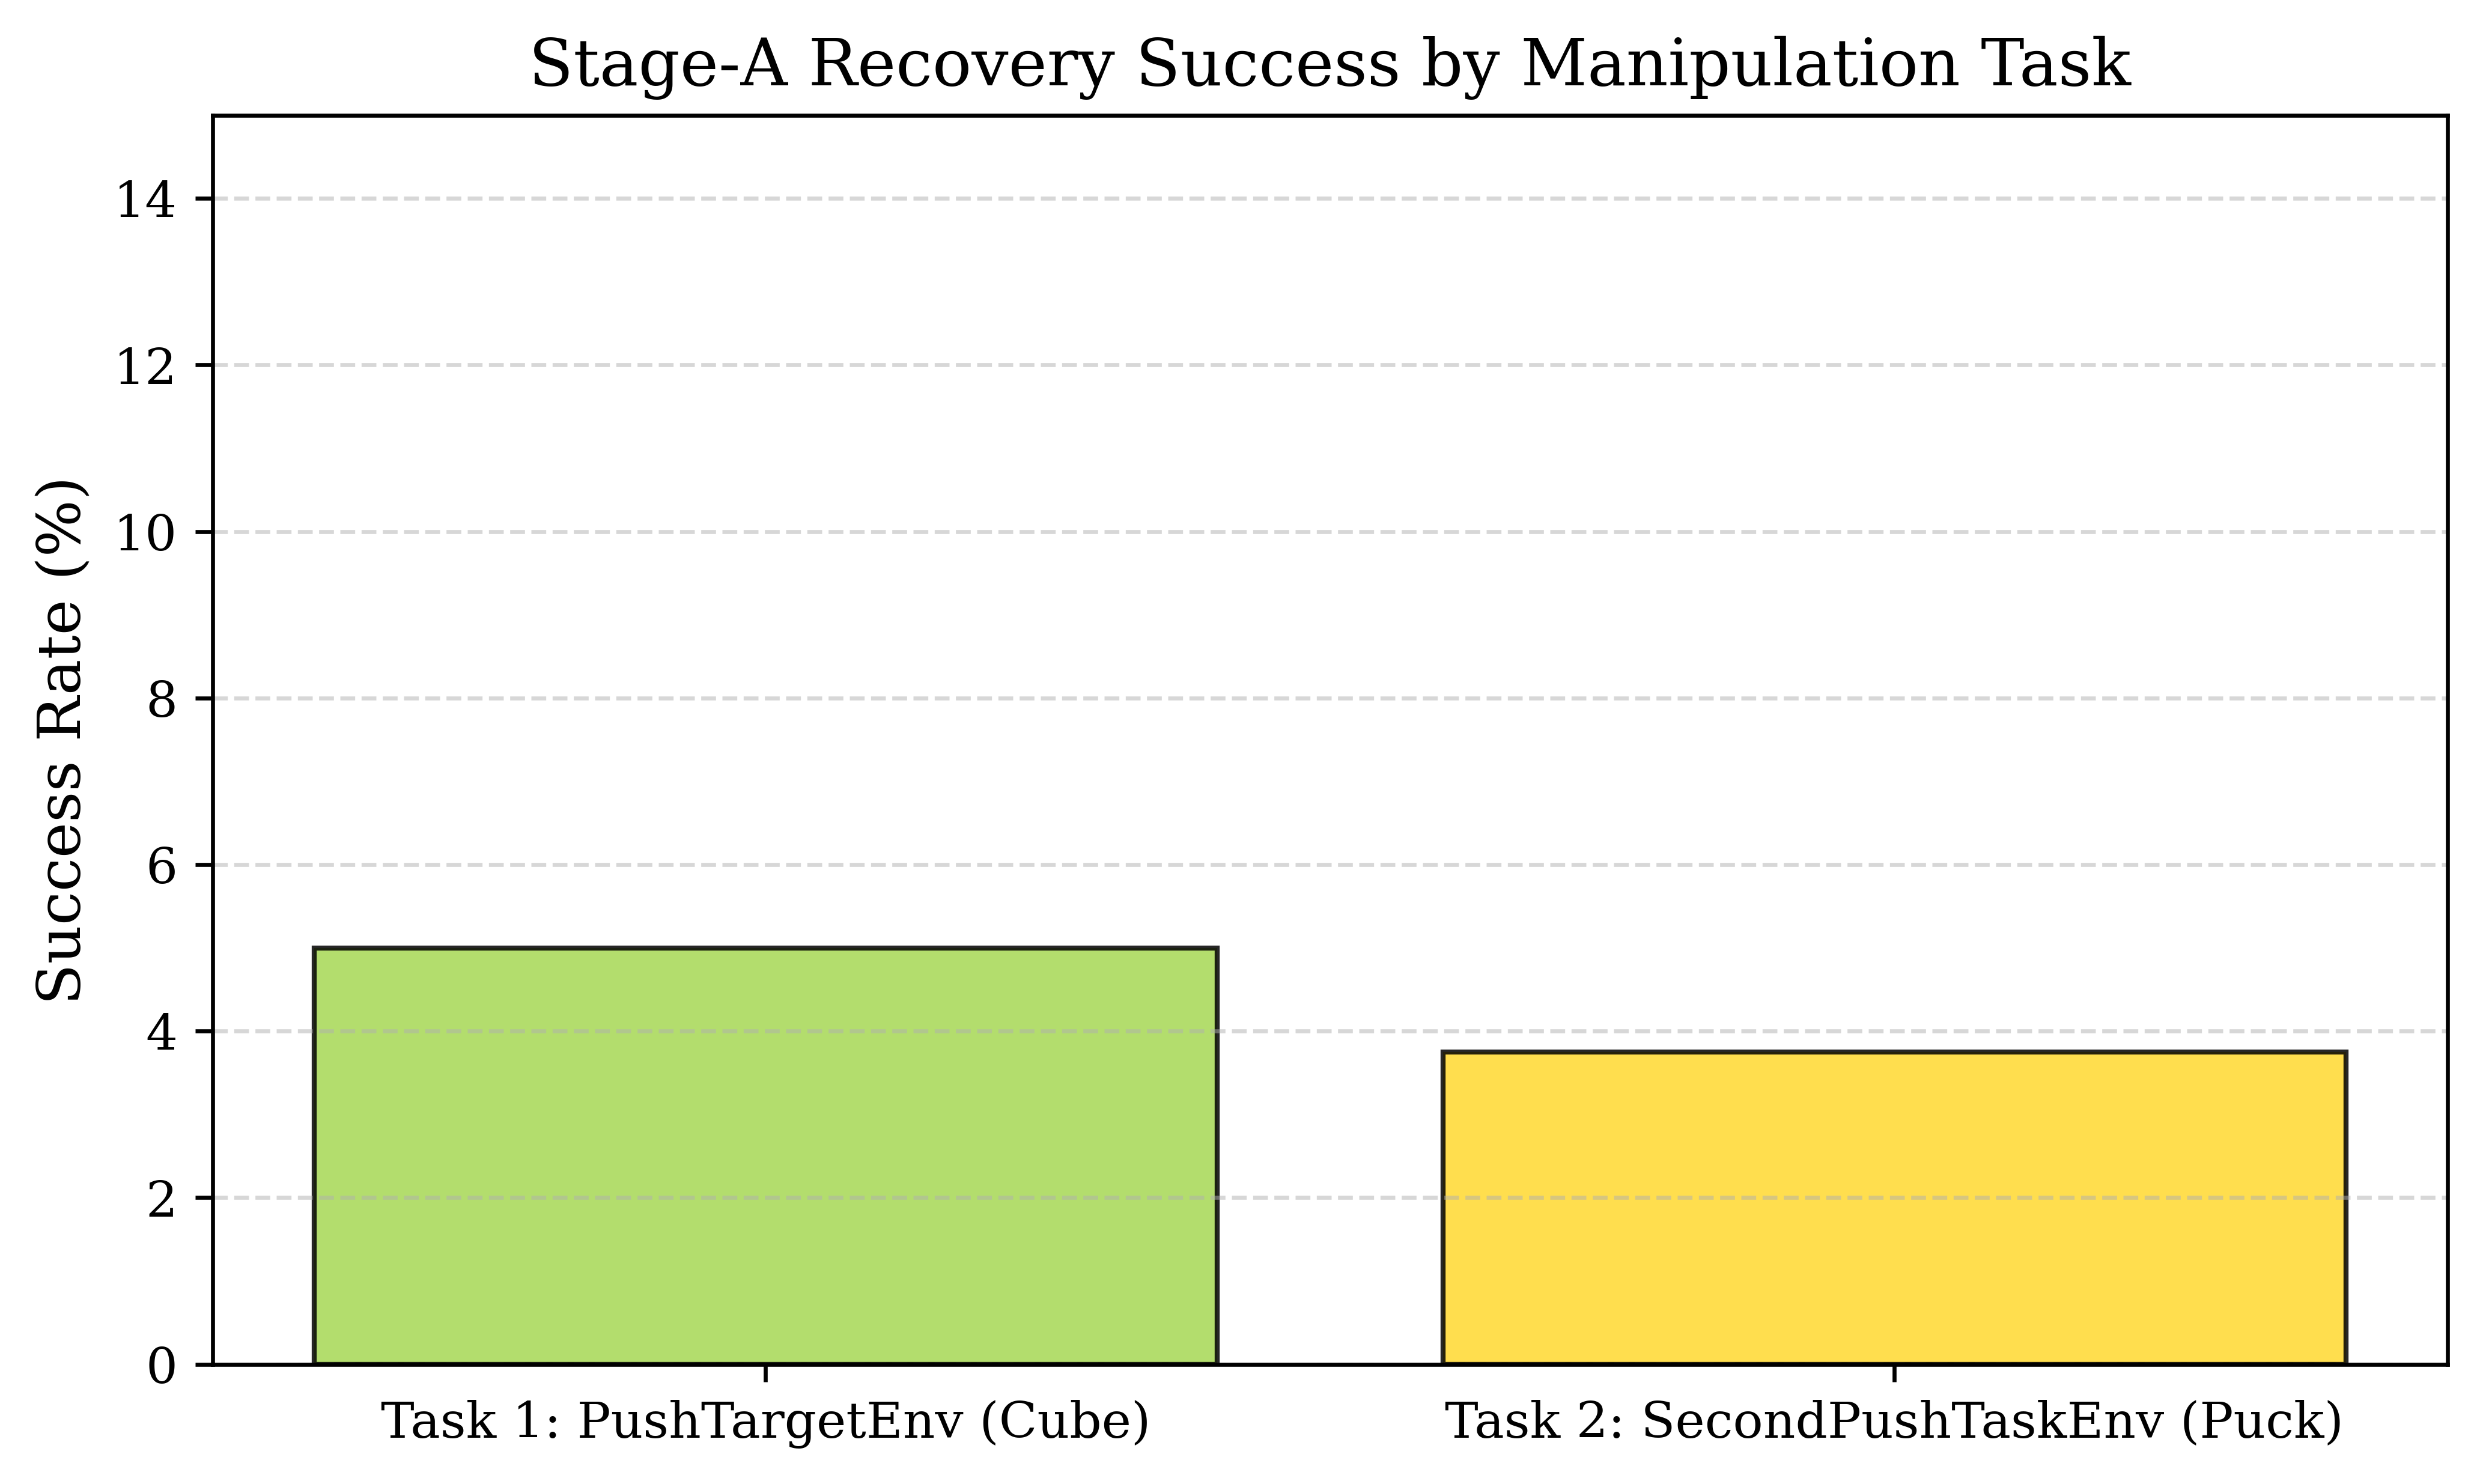 Stage-A Recovery Success by Manipulation Task
Success Rate (%)
14
12
10
8
6
4
2
0
Task 1: PushTargetEnv (Cube)
Task 2: SecondPushTaskEnv (Puck)